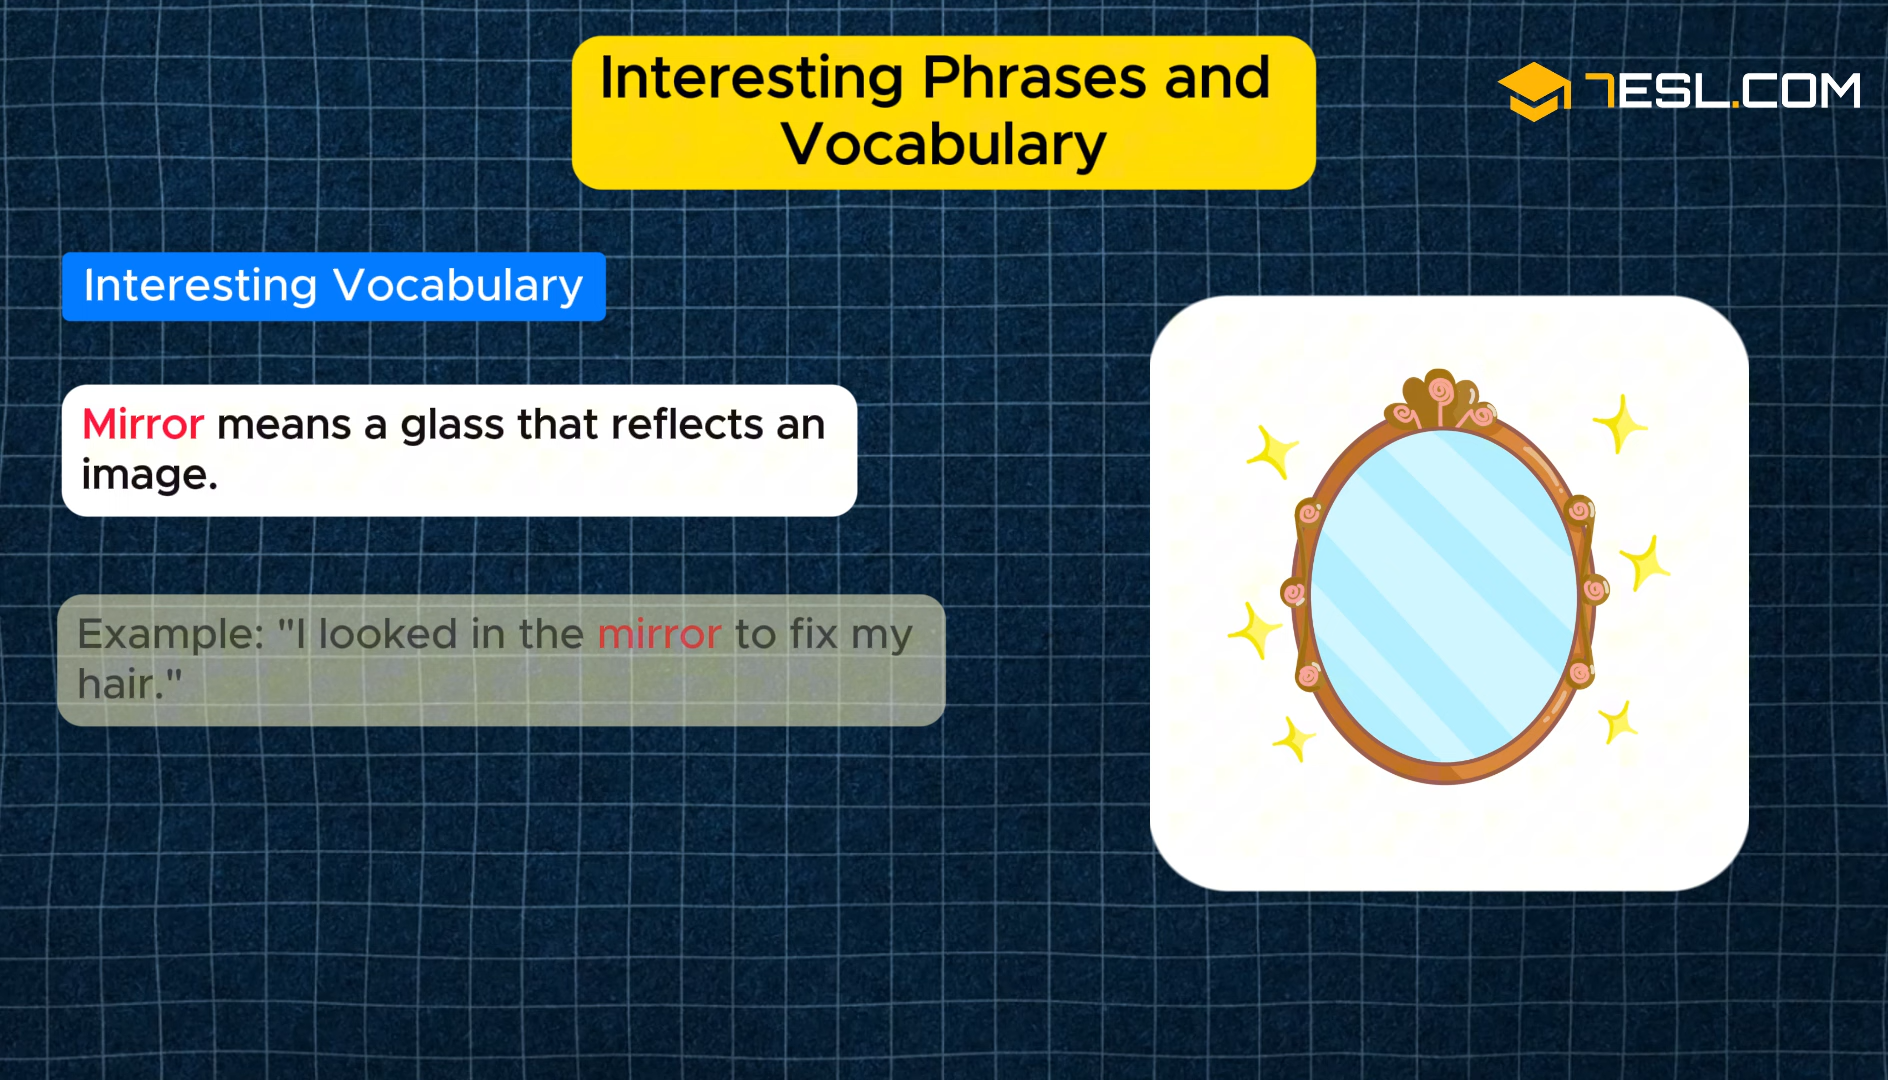 Interesting Phrases and
Vocabulary
7ESL.COM
Interesting Vocabulary
Mirror means a glass that reflects an
image.
Example: "I looked in the mirror to fix my
hair."